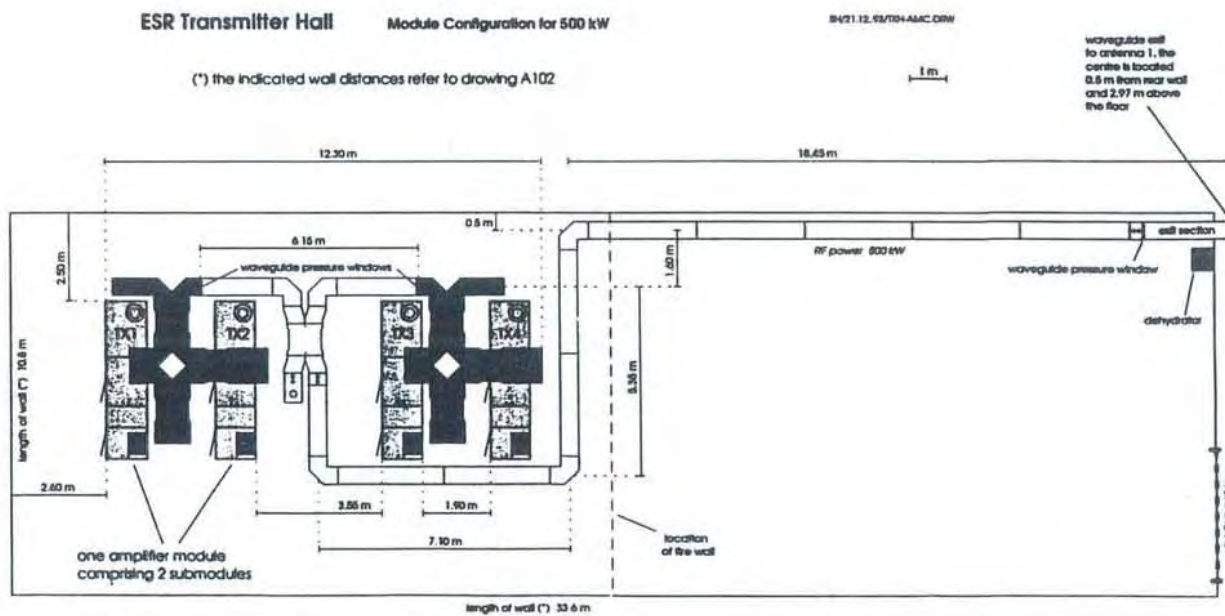 ESR Transmitter Hall
Module Configuration for 500 kW
(*) the indicated wall distances refer to drawing A102
1 m
waveguide exit
to antenna 1, the
centre is located
0.5 m from rear wall
and 2.97 m above
the floor
12.30 m
18.45 m
0.5 m
6.15 m
2.50 m
waveguide pressure windows
1.60 m
RF power 500 kW
exit section
waveguide pressure window
dehydrator
TX1
TX2
TX3
TX4
length of wall (*) 10.8 m
5.35 m
2.60 m
3.55 m
1.90 m
7.10 m
one amplifier module
comprising 2 submodules
location
of fire wall
length of wall (*) 33.6 m